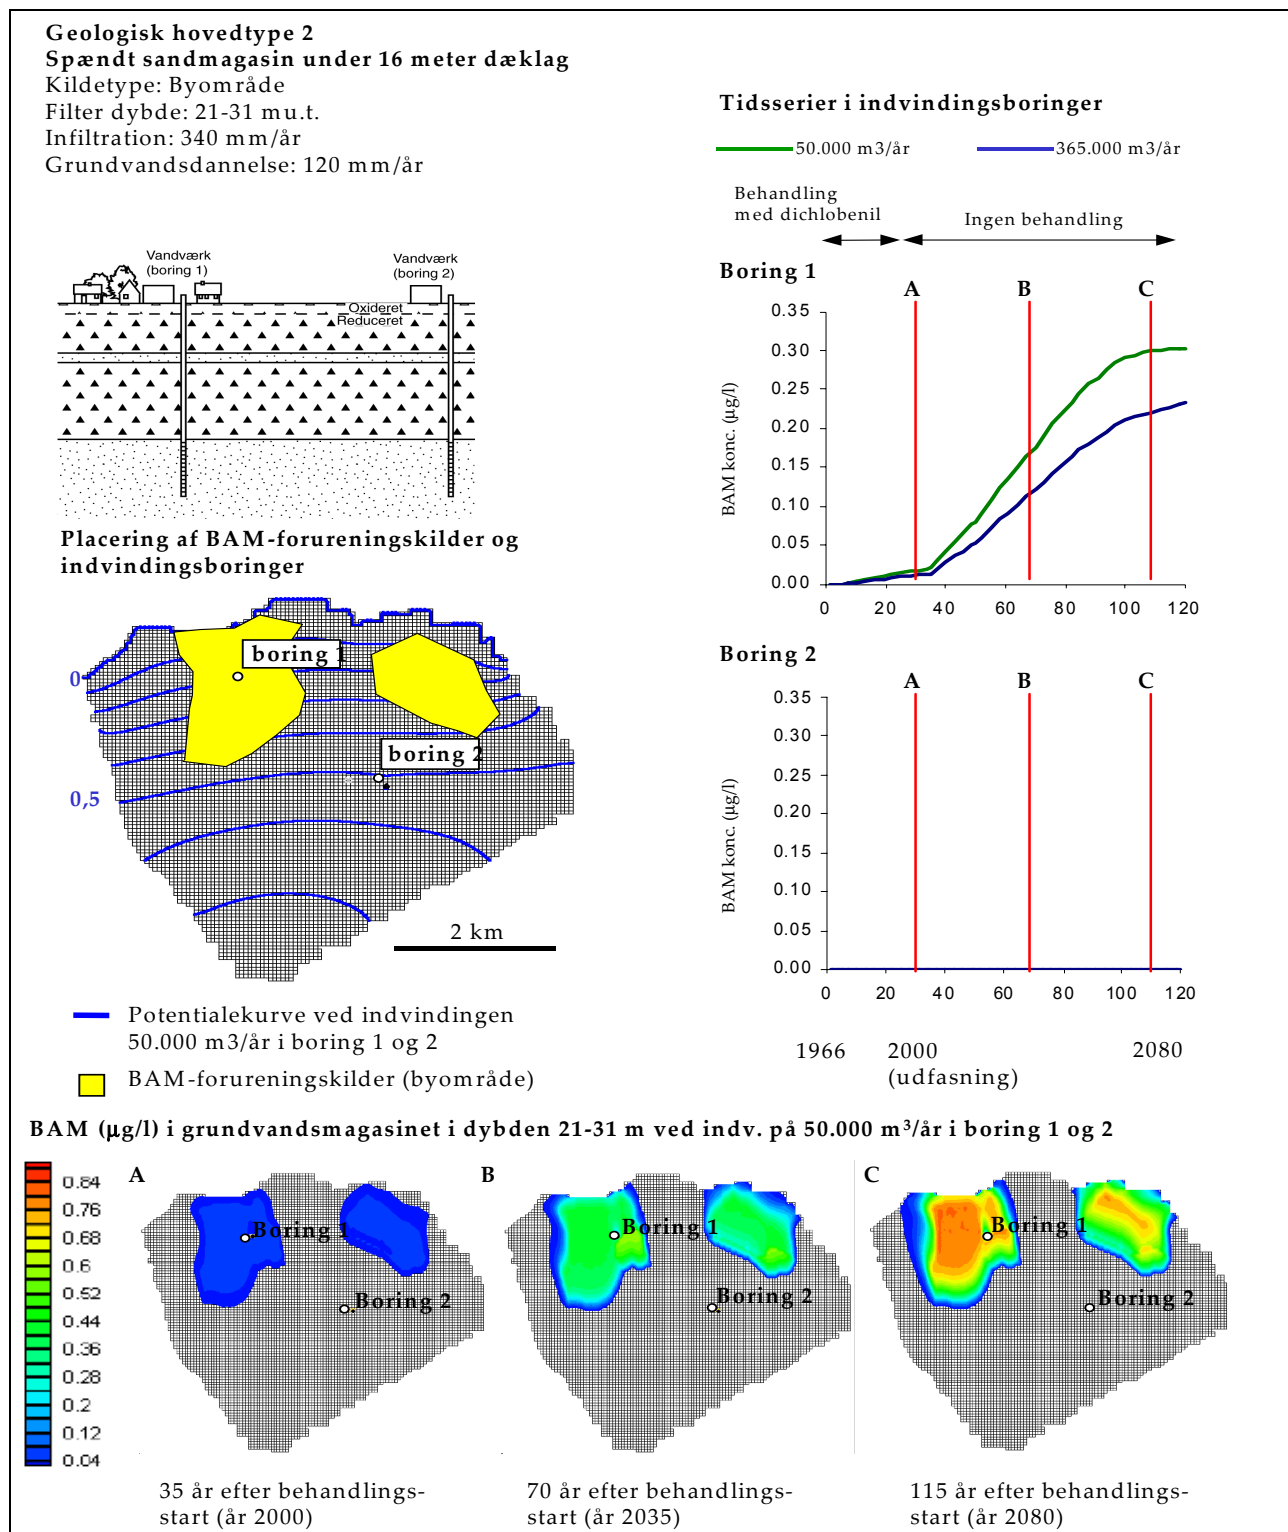 Geologisk hovedtype 2
Spændt sandmagasin under 16 meter dæklag
Kildetype: Byområde
Filter dybde: 21-31 mu.t.
Infiltration: 340 mm/år
Grundvandsdannelse: 120 mm/år
Vandværk
(boring 1)
Vandværk
(boring 2)
Oxideret
Reduceret
Placering af BAM-forureningskilder og
indvindingsboringer
boring 1
boring 2
0
0,5
2 km
Potentialekurve ved indvindingen
50.000 m3/år i boring 1 og 2
BAM-forureningskilder (byområde)
Tidsserier i indvindingsboringer
50.000 m3/år
365.000 m3/år
Behandling
med dichlobenil
Ingen behandling
Boring 1
A
B
C
0.35
0.30
0.25
0.20
0.15
0.10
0.05
0.00
BAM konc. (µg/l)
0 20 40 60 80 100 120
Boring 2
A
B
C
0.35
0.30
0.25
0.20
0.15
0.10
0.05
0.00
BAM konc. (µg/l)
0 20 40 60 80 100 120
1966 2000 2080
(udfasning)
BAM (µg/l) i grundvandsmagasinet i dybden 21-31 m ved indv. på 50.000 m³/år i boring 1 og 2
0.84
0.76
0.68
0.6
0.52
0.44
0.36
0.28
0.2
0.12
0.04
A
Boring 1
Boring 2
35 år efter behandlings-
start (år 2000)
B
Boring 1
Boring 2
70 år efter behandlings-
start (år 2035)
C
Boring 1
Boring 2
115 år efter behandlings-
start (år 2080)